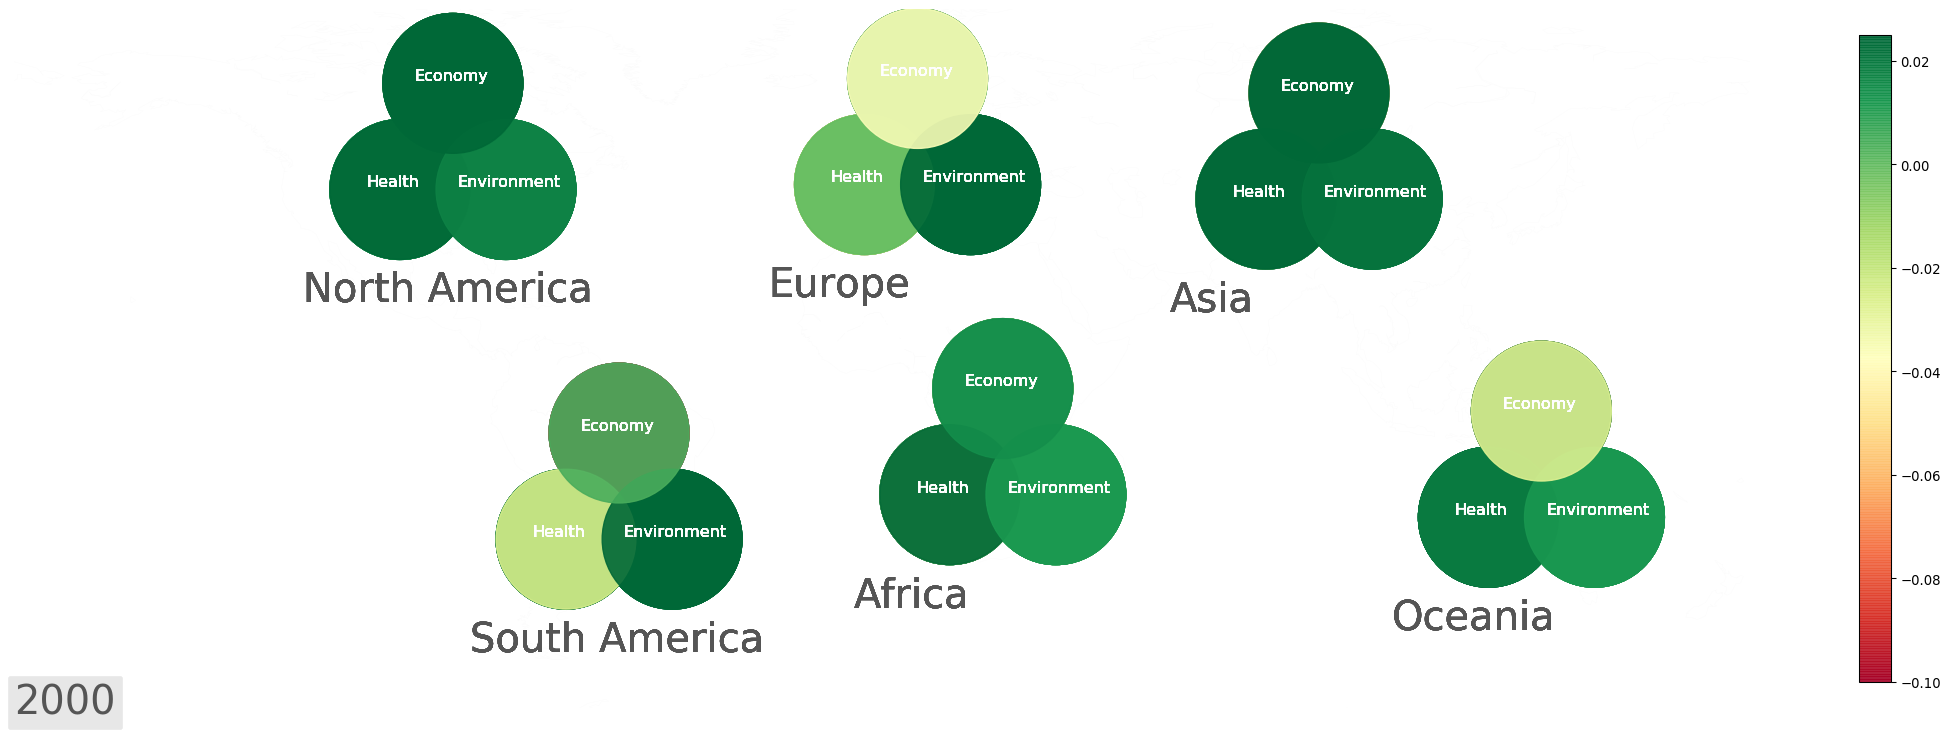 Economy
Health
Environment
North America
Economy
Health
Environment
Europe
Economy
Health
Environment
Asia
Economy
Health
Environment
South America
Economy
Health
Environment
Africa
Economy
Health
Environment
Oceania
2000
0.02
0.00
−0.02
−0.04
−0.06
−0.08
−0.10